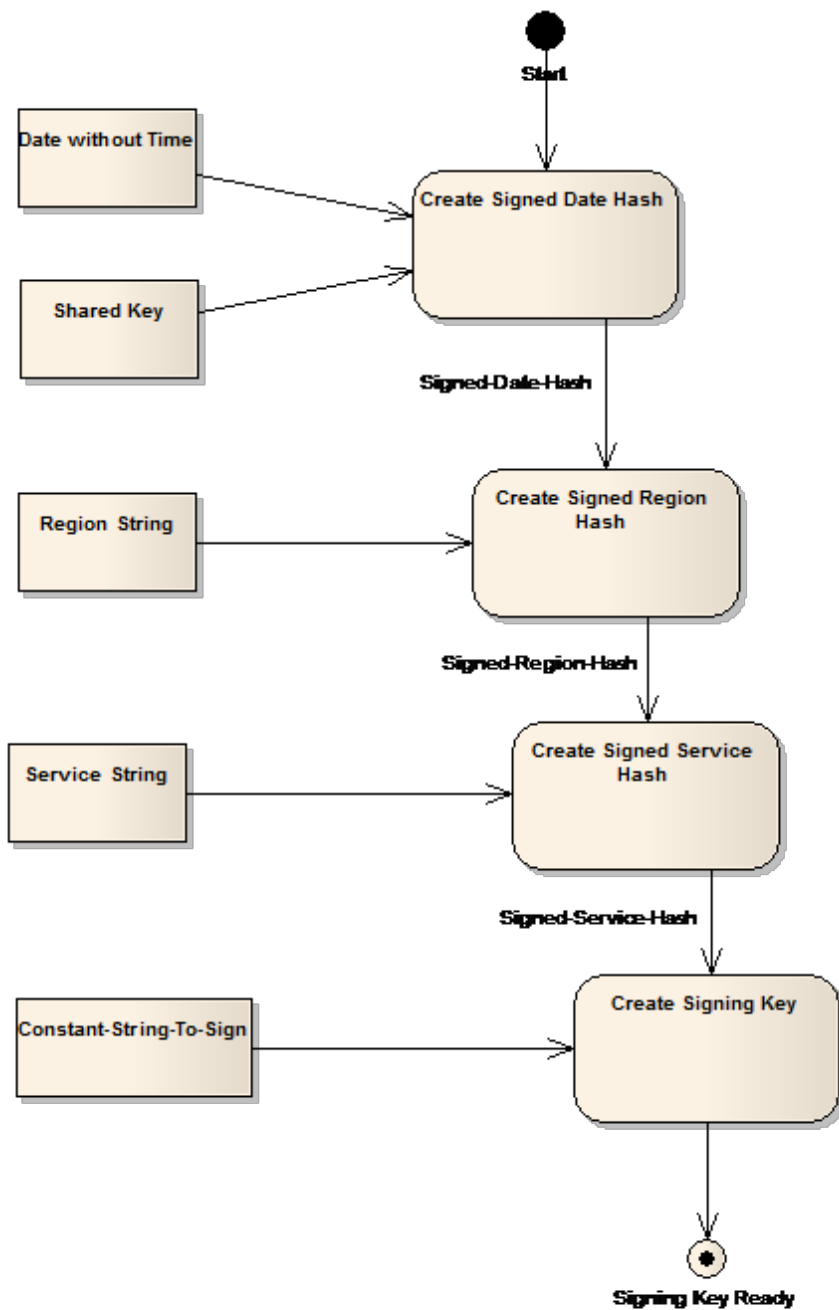 Start
Date without Time
Create Signed Date Hash
Shared Key
Signed-Date-Hash
Create Signed Region
Hash
Region String
Signed-Region-Hash
Create Signed Service
Hash
Service String
Signed-Service-Hash
Create Signing Key
Constant-String-To-Sign
Signing Key Ready